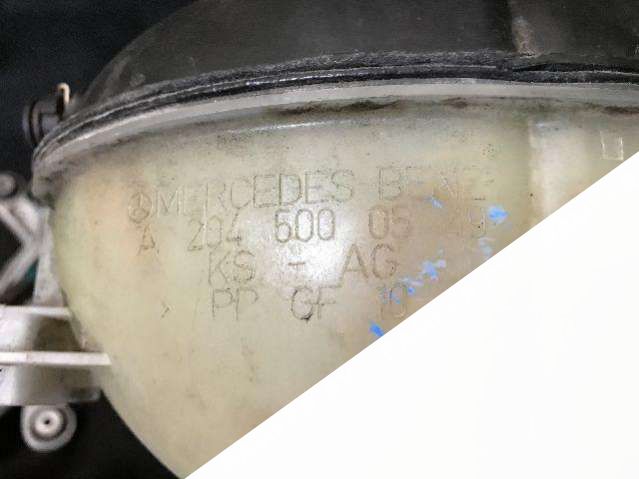 MERCEDES BENZ
A 204 500 05 49
KS - AG
> PP GF 10